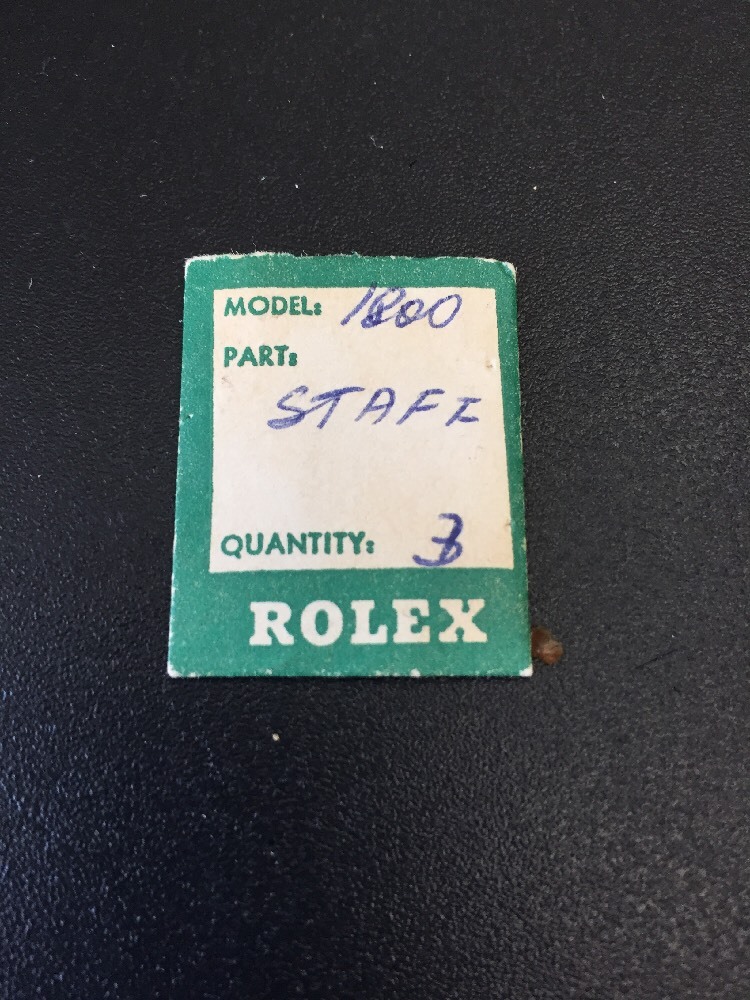 MODEL: 1800
PART:
STAFF
QUANTITY: 3
ROLEX